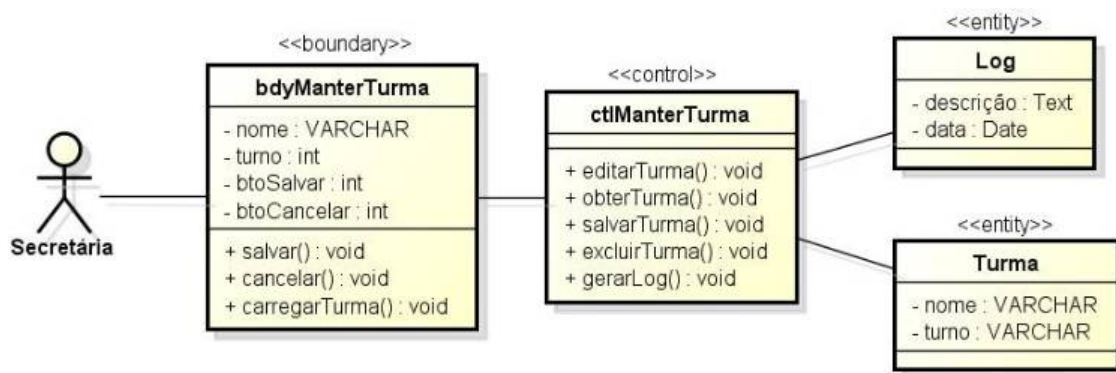 <<boundary>>
bdyManterTurma
- nome : VARCHAR
- turno : int
- btoSalvar : int
- btoCancelar : int
+ salvar() : void
+ cancelar() : void
+ carregarTurma() : void
Secretária
<<control>>
ctlManterTurma
+ editarTurma() : void
+ obterTurma() : void
+ salvarTurma() : void
+ excluirTurma() : void
+ gerarLog() : void
<<entity>>
Log
- descrição : Text
- data : Date
<<entity>>
Turma
- nome : VARCHAR
- turno : VARCHAR